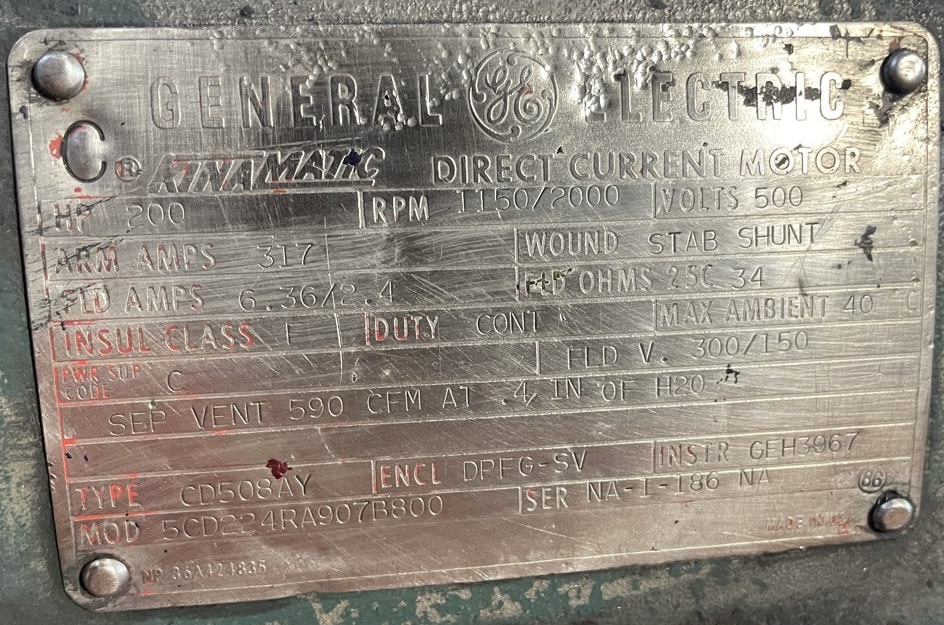 GENERAL GE ELECTRIC
® KINAMATIC DIRECT CURRENT MOTOR
HP 200 RPM 1150/2000 VOLTS 500
ARM AMPS 317 WOUND STAB SHUNT
FLD AMPS 6.36/2.4 FLD OHMS 25C 34
INSUL CLASS F DUTY CONT MAX AMBIENT 40 C
PWR SUP CODE C FLD V. 300/150
SEP VENT 590 CFM AT .4 IN OF H2O
TYPE CD508AY ENCL DPFG-SV INSTR GEH3967
MOD 5CD224RA907B800 SER NA-1-186 NA 86
NP 36A424835 MADE IN USA